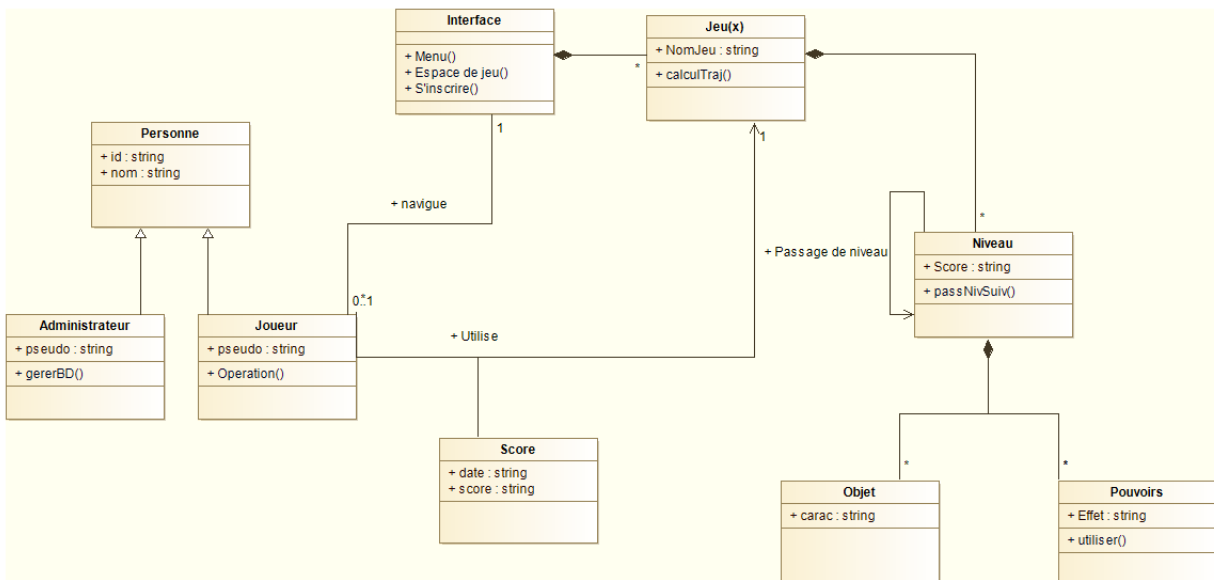 Interface
+ Menu()
+ Espace de jeu()
+ S'inscrire()
Jeu(x)
+ NomJeu : string
+ calculTraj()
*
1
1
Personne
+ id : string
+ nom : string
+ navigue
*
+ Passage de niveau
Niveau
+ Score : string
+ passNivSuiv()
0..1
*
+ Utilise
Administrateur
+ pseudo : string
+ gererBD()
Joueur
+ pseudo : string
+ Operation()
Score
+ date : string
+ score : string
*
*
Objet
+ carac : string
Pouvoirs
+ Effet : string
+ utiliser()